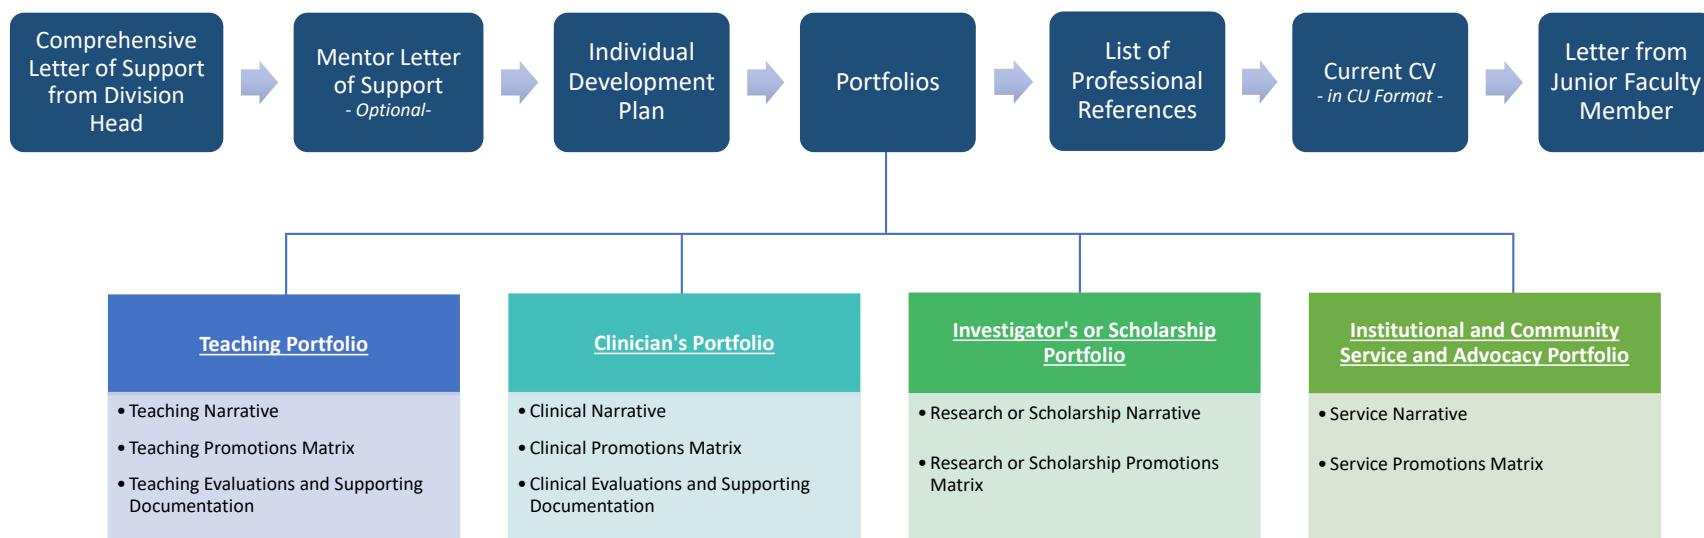 Comprehensive
Letter of Support
from Division
Head
Mentor Letter
of Support
- Optional-
Individual
Development
Plan
Portfolios
List of
Professional
References
Current CV
- in CU Format -
Letter from
Junior Faculty
Member
Teaching Portfolio
• Teaching Narrative
• Teaching Promotions Matrix
• Teaching Evaluations and Supporting
Documentation
Clinician's Portfolio
• Clinical Narrative
• Clinical Promotions Matrix
• Clinical Evaluations and Supporting
Documentation
Investigator's or Scholarship
Portfolio
• Research or Scholarship Narrative
• Research or Scholarship Promotions
Matrix
Institutional and Community
Service and Advocacy Portfolio
• Service Narrative
• Service Promotions Matrix